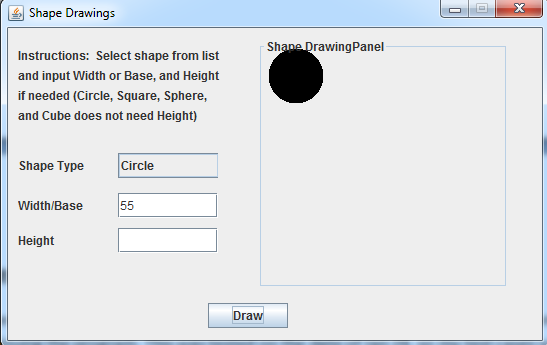 Shape Drawings
Instructions:  Select shape from list
and input Width or Base, and Height
if needed (Circle, Square, Sphere,
and Cube does not need Height)
Shape DrawingPanel
Shape Type
Circle
Width/Base
55
Height
Draw